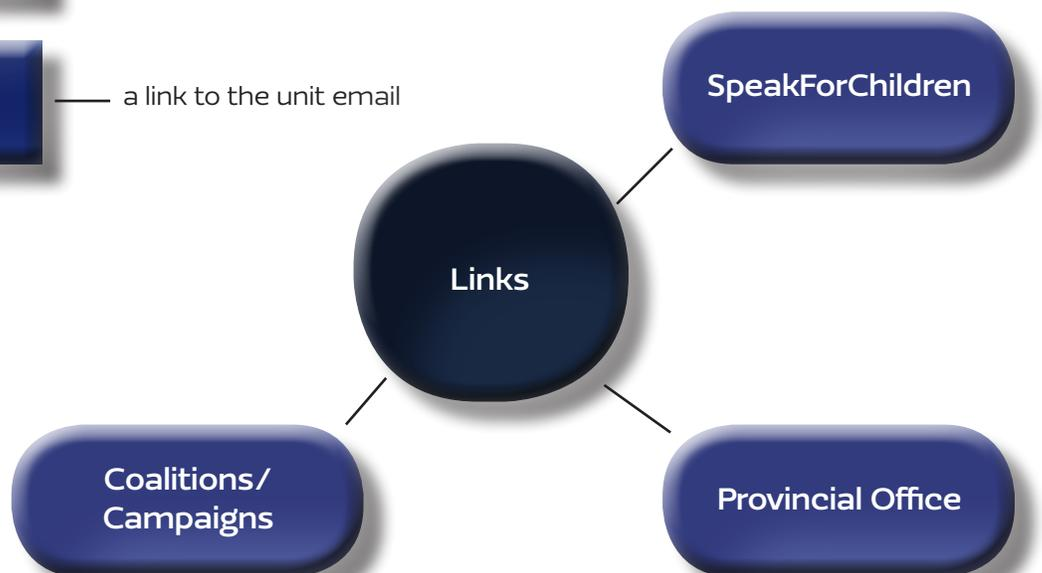 SpeakForChildren
a link to the unit email
Links
Coalitions/
Campaigns
Provincial Office